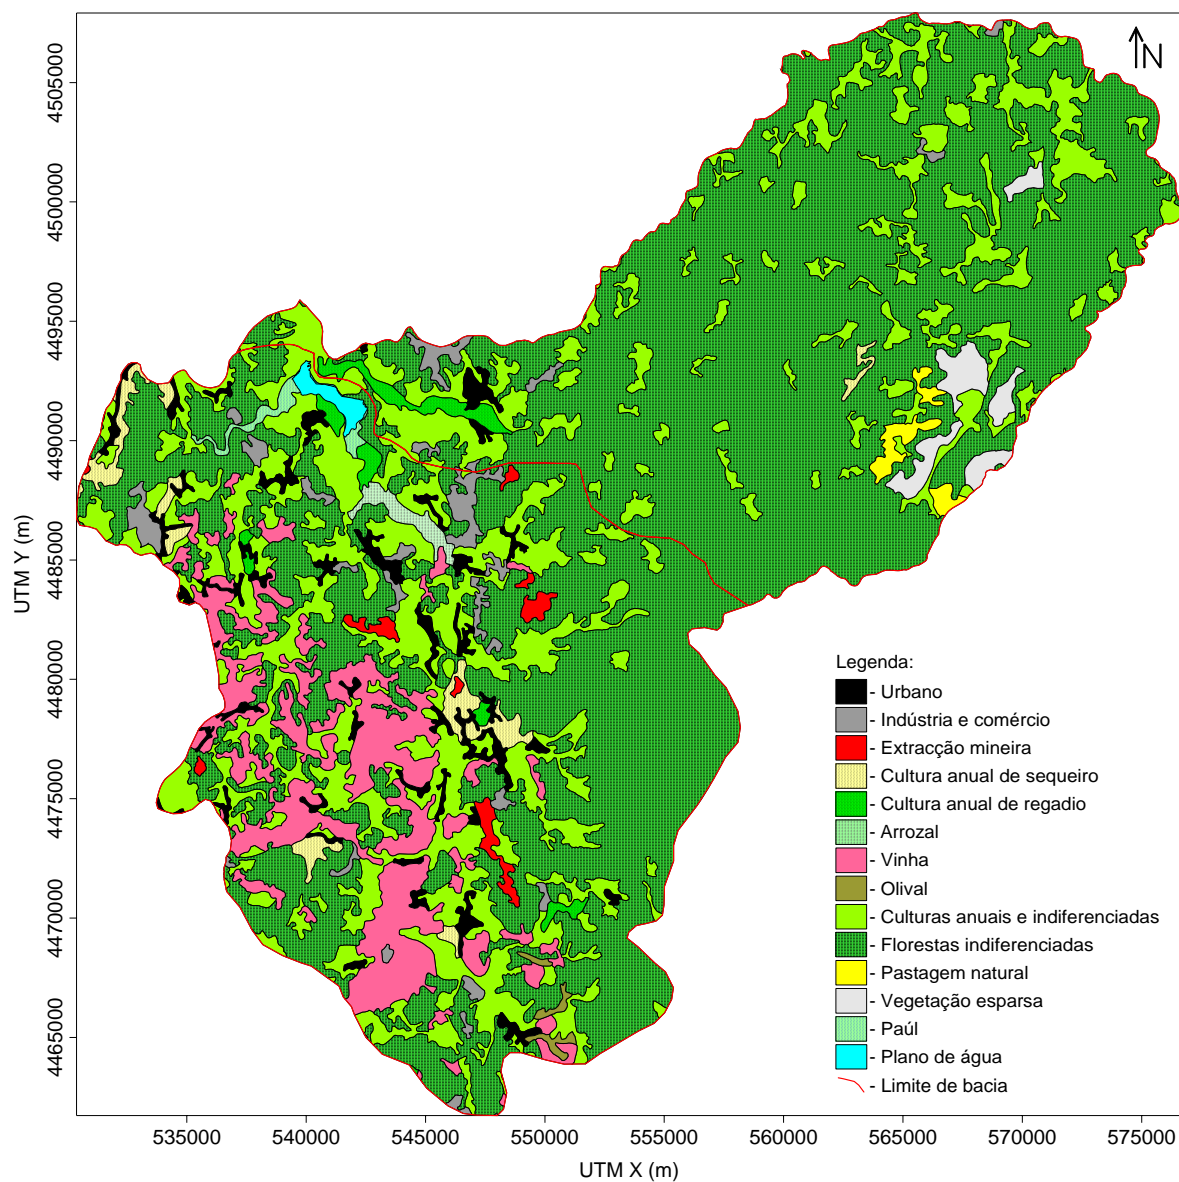 N
4505000
4500000
4495000
4490000
4485000
4480000
4475000
4470000
4465000
UTM Y (m)
Legenda:
- Urbano
- Indústria e comércio
- Extracção mineira
- Cultura anual de sequeiro
- Cultura anual de regadio
- Arrozal
- Vinha
- Olival
- Culturas anuais e indiferenciadas
- Florestas indiferenciadas
- Pastagem natural
- Vegetação esparsa
- Paúl
- Plano de água
- Limite de bacia
535000 540000 545000 550000 555000 560000 565000 570000 575000
UTM X (m)